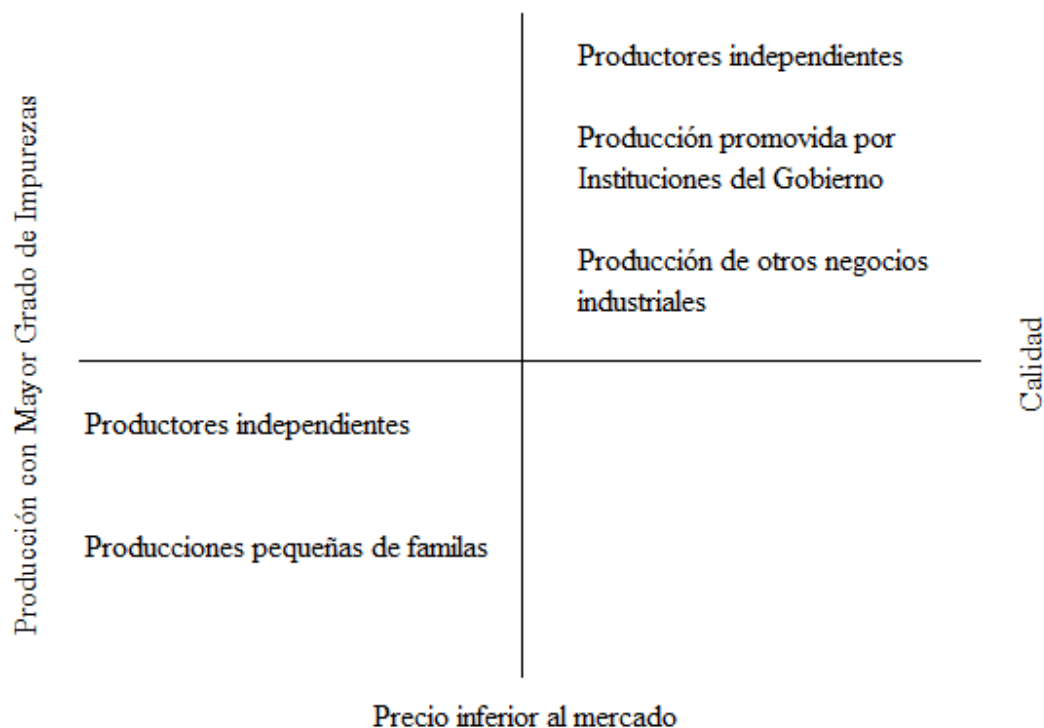 Productores independientes
Producción promovida por
Instituciones del Gobierno
Producción de otros negocios
industriales
Producción con Mayor Grado de Impurezas
Calidad
Productores independientes
Producciones pequeñas de familas
Precio inferior al mercado